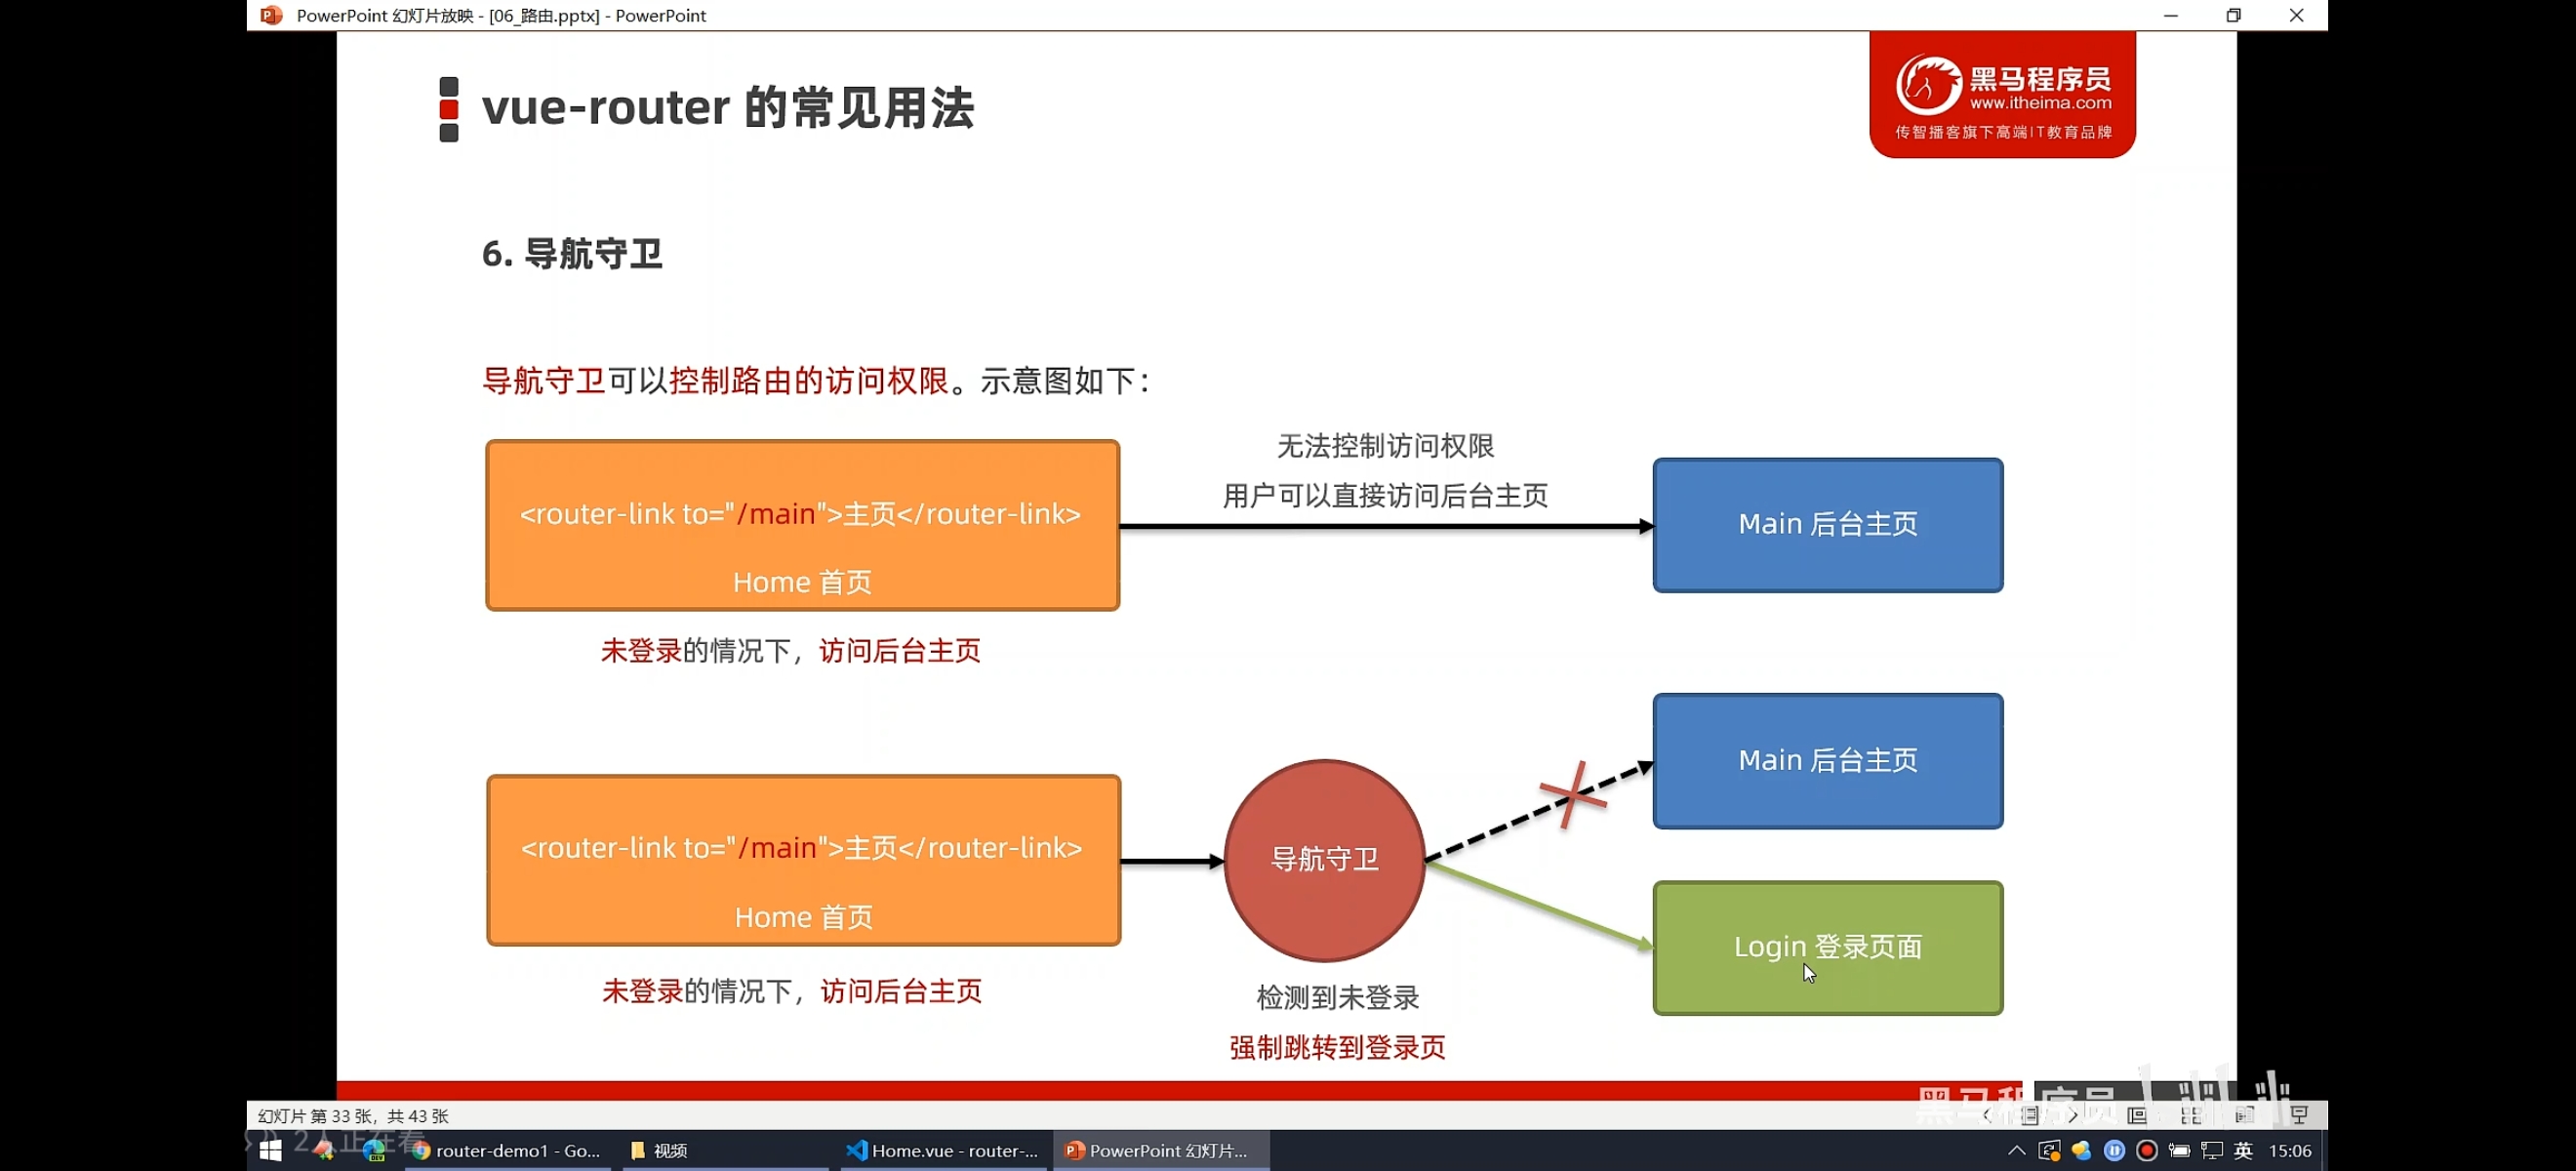 PowerPoint 幻灯片放映 - [06_路由.pptx] - PowerPoint
vue-router 的常见用法
黑马程序员
www.itheima.com
传智播客旗下高端IT教育品牌
6. 导航守卫
导航守卫可以控制路由的访问权限。示意图如下：
无法控制访问权限
用户可以直接访问后台主页
<router-link to="/main">主页</router-link>
Home 首页
Main 后台主页
未登录的情况下，访问后台主页
Main 后台主页
<router-link to="/main">主页</router-link>
Home 首页
导航守卫
Login 登录页面
未登录的情况下，访问后台主页
检测到未登录
强制跳转到登录页
黑马程序员
幻灯片 第 33 张，共 43 张
2人正在看
router-demo1 - Go...
视频
Home.vue - router-...
PowerPoint 幻灯片...
英
15:06